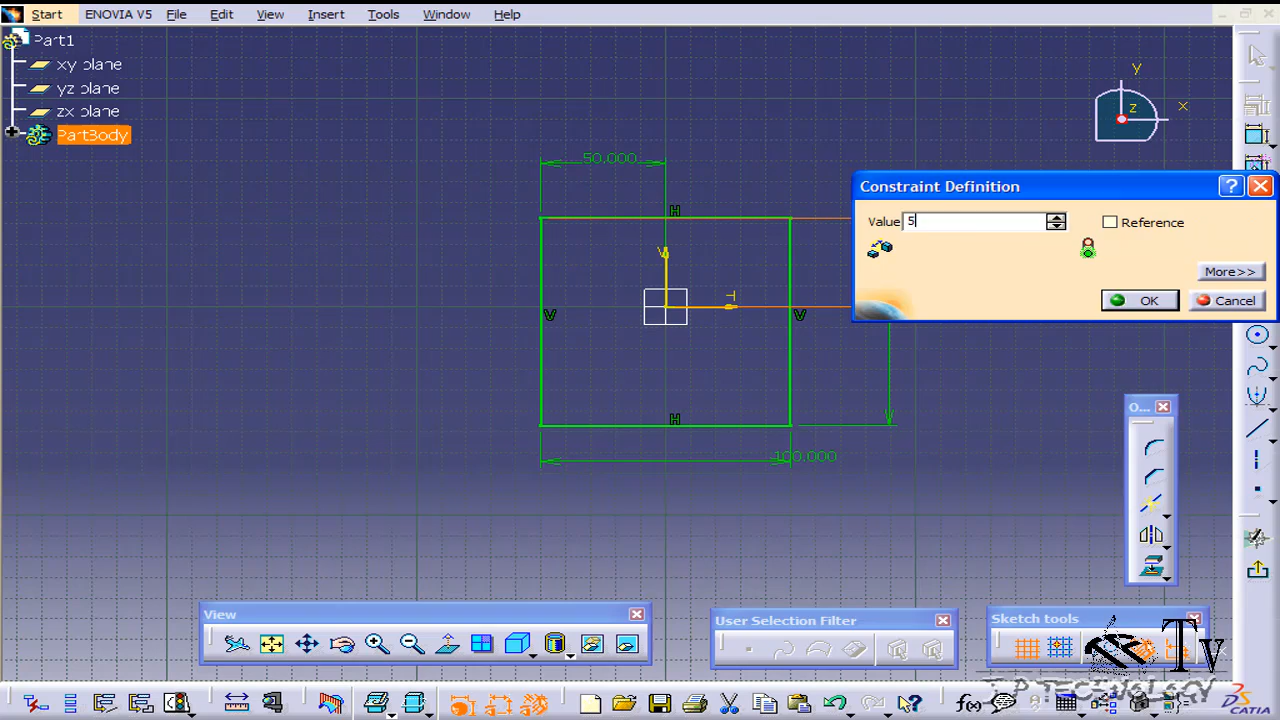 Start ENOVIA V5 File Edit View Insert Tools Window Help
Part1
xy plane
yz plane
zx plane
PartBody
y
x
z
50.000
H
V
V
H
100.000
Constraint Definition
Value 5
Reference
More>>
OK Cancel
O...
View
User Selection Filter
Sketch tools
Tv
TECHNOLOGY
f(x)
CATIA